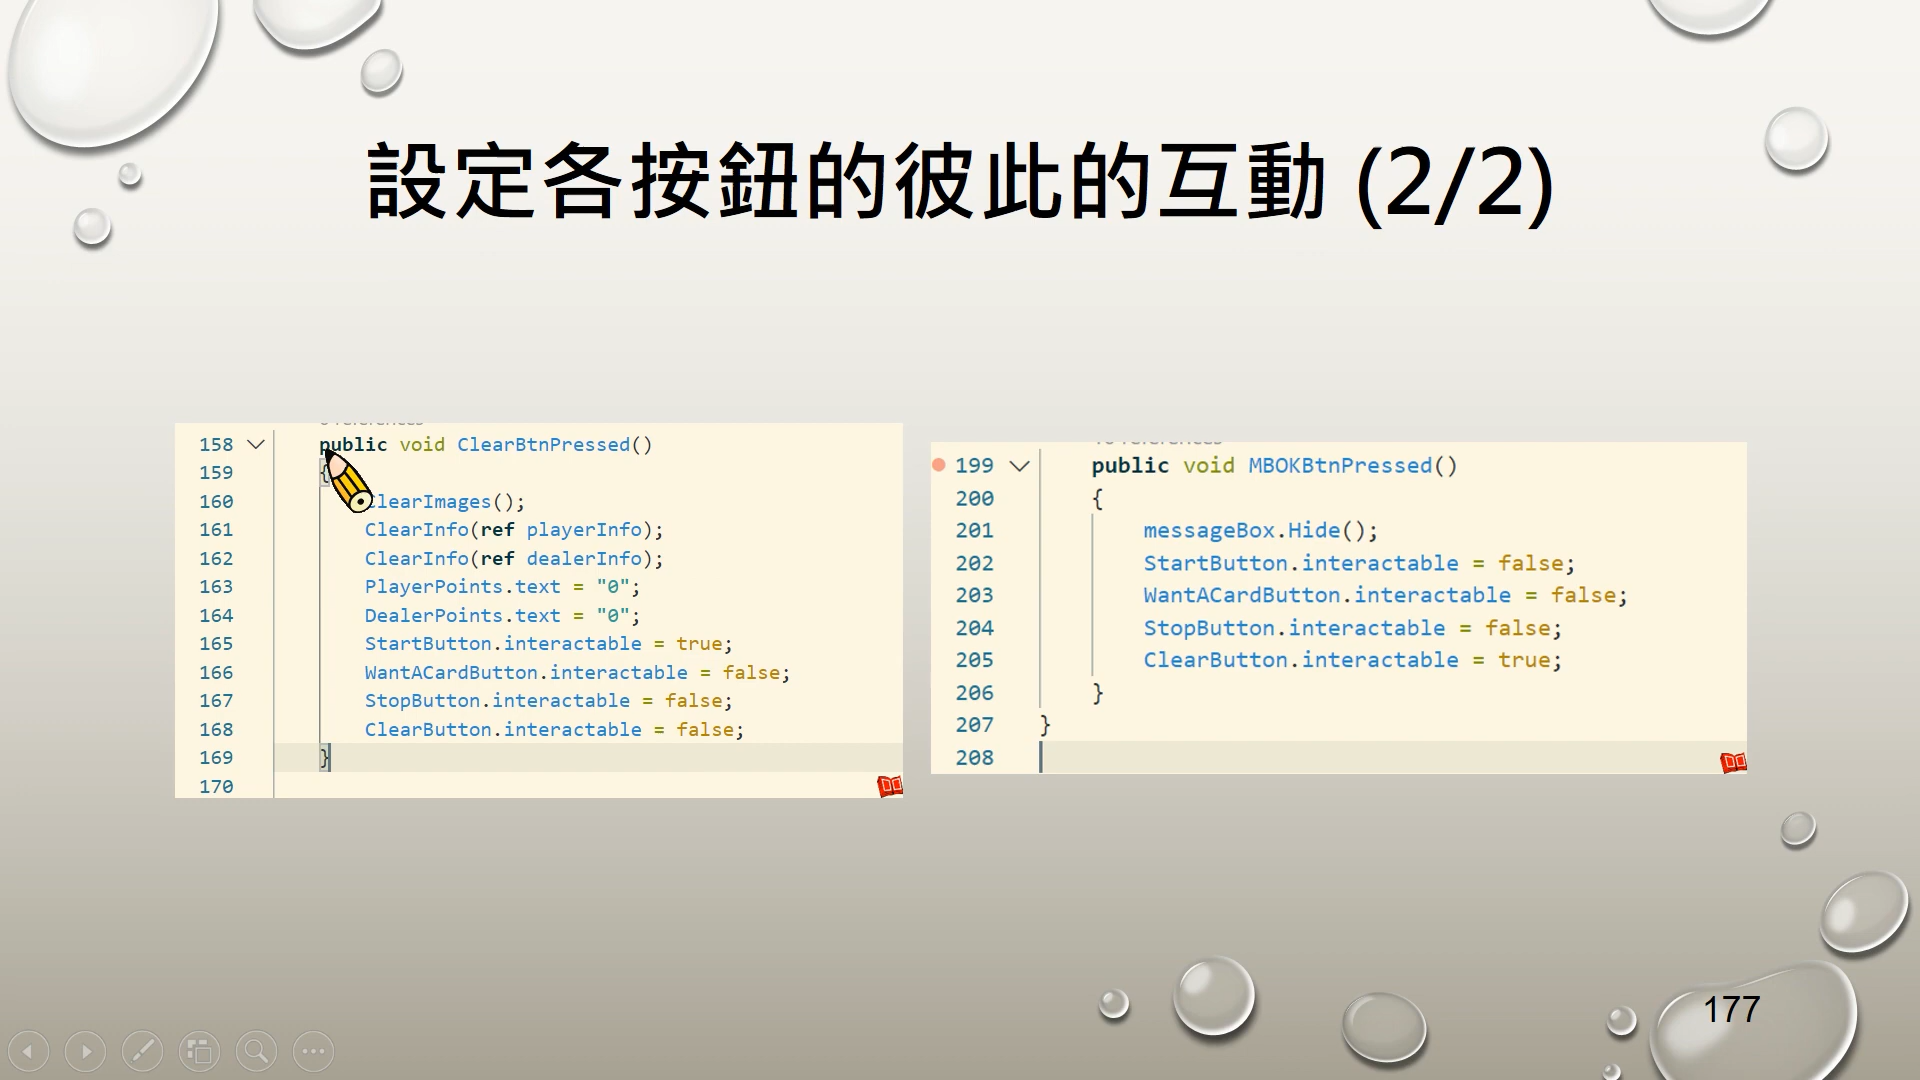 設定各按鈕的彼此的互動 (2/2)
158 public void ClearBtnPressed()
159 {
160 ClearImages();
161 ClearInfo(ref playerInfo);
162 ClearInfo(ref dealerInfo);
163 PlayerPoints.text = "0";
164 DealerPoints.text = "0";
165 StartButton.interactable = true;
166 WantACardButton.interactable = false;
167 StopButton.interactable = false;
168 ClearButton.interactable = false;
169 }
170
199 public void MBOKBtnPressed()
200 {
201 messageBox.Hide();
202 StartButton.interactable = false;
203 WantACardButton.interactable = false;
204 StopButton.interactable = false;
205 ClearButton.interactable = true;
206 }
207 }
208
177